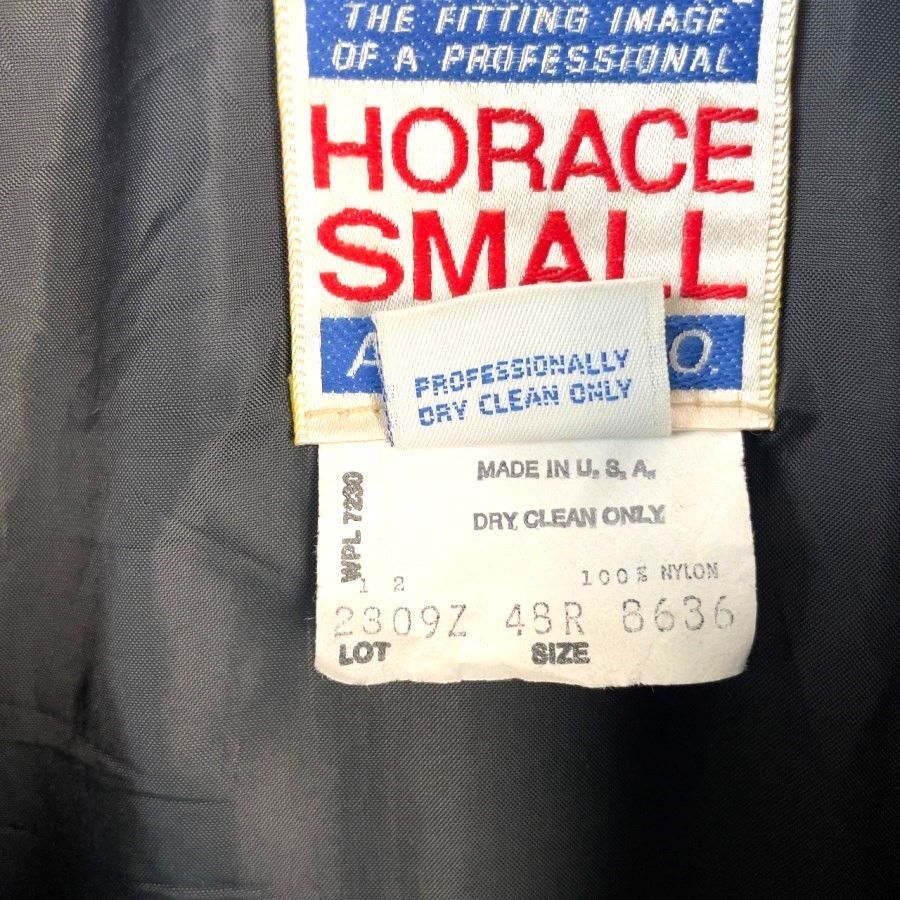 THE FITTING IMAGE
OF A PROFESSIONAL
HORACE
SMALL
PROFESSIONALLY
DRY CLEAN ONLY
MADE IN U.S.A.
DRY CLEAN ONLY
WPL 7230
1 2 100% NYLON
2309Z 48R 8636
LOT SIZE